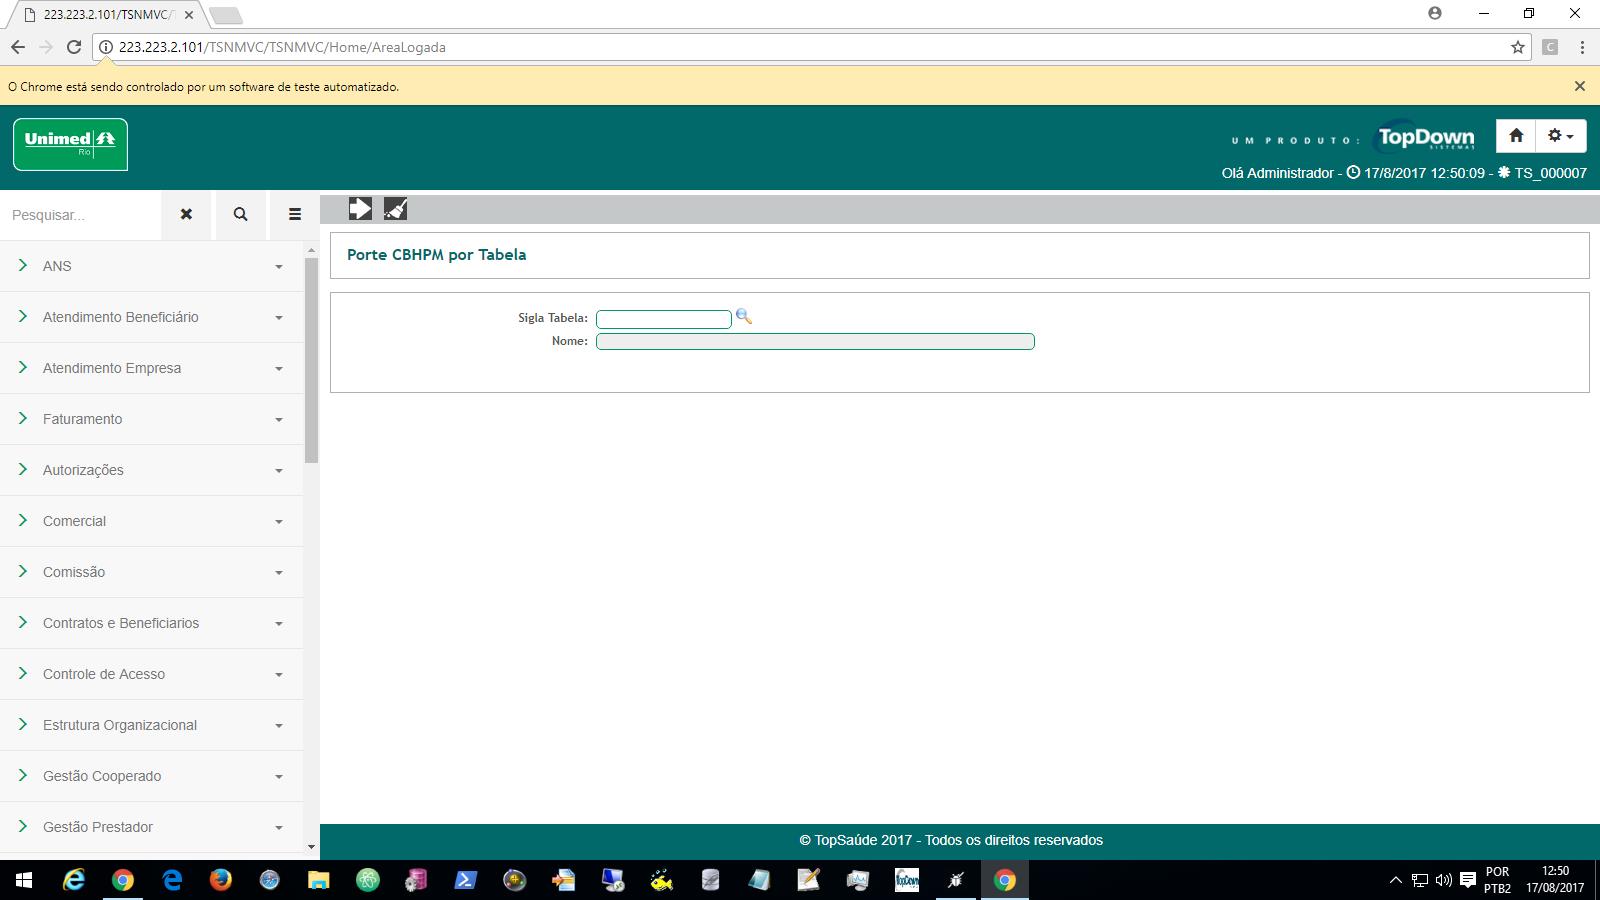 223.223.2.101/TSNMVC/T
223.223.2.101/TSNMVC/TSNMVC/Home/AreaLogada
C
O Chrome está sendo controlado por um software de teste automatizado.
Unimed
Rio
UM PRODUTO:
TopDown
SISTEMAS
Olá Administrador - 17/8/2017 12:50:09 - TS_000007
Pesquisar...
Porte CBHPM por Tabela
Sigla Tabela:
Nome:
ANS
Atendimento Beneficiário
Atendimento Empresa
Faturamento
Autorizações
Comercial
Comissão
Contratos e Beneficiarios
Controle de Acesso
Estrutura Organizacional
Gestão Cooperado
Gestão Prestador
© TopSaúde 2017 - Todos os direitos reservados
TopDown
POR
PTB2
12:50
17/08/2017